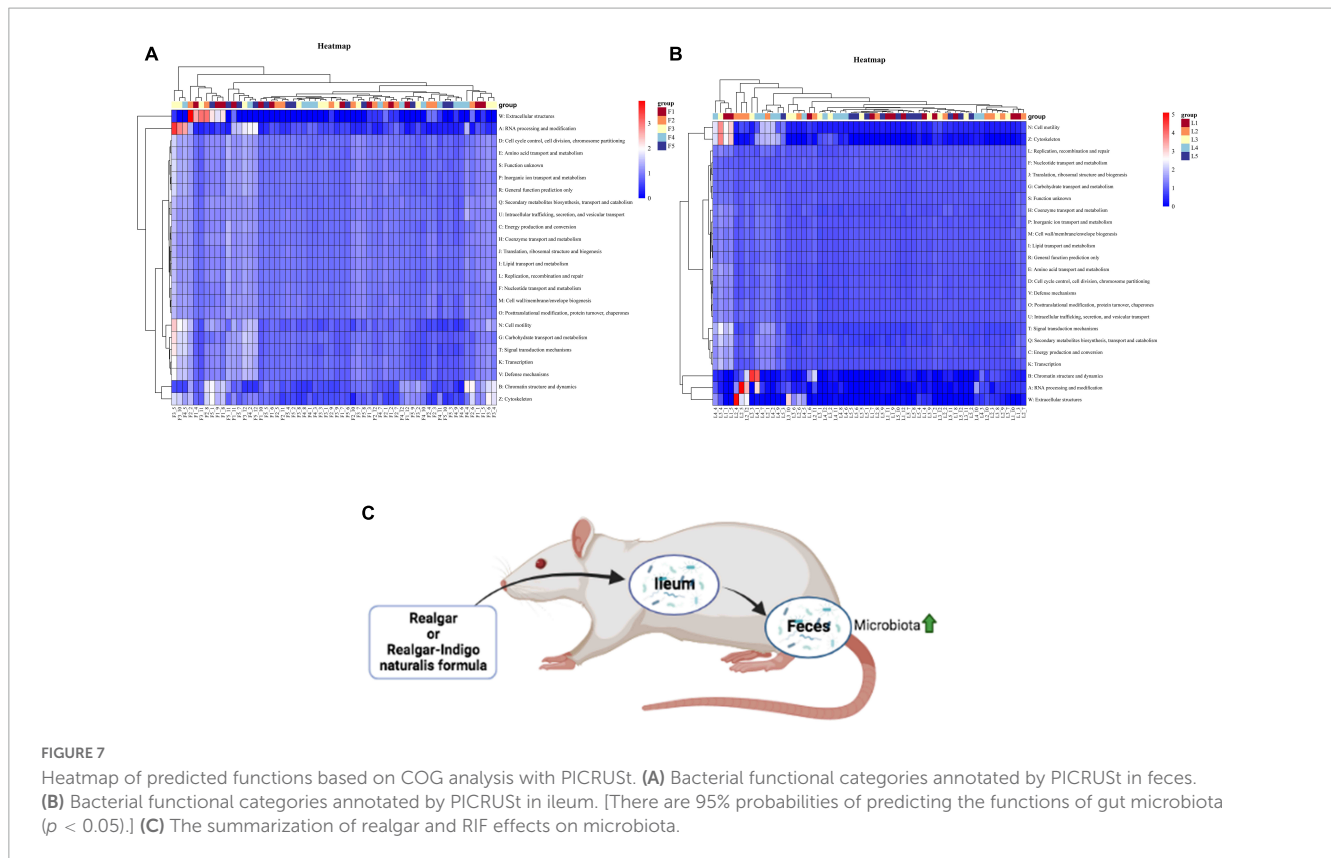 A
Heatmap
group
W: Extracellular structures
A: RNA processing and modification
D: Cell cycle control, cell division, chromosome partitioning
E: Amino acid transport and metabolism
S: Function unknown
P: Inorganic ion transport and metabolism
R: General function prediction only
Q: Secondary metabolites biosynthesis, transport and catabolism
U: Intracellular trafficking, secretion, and vesicular transport
C: Energy production and conversion
H: Coenzyme transport and metabolism
J: Translation, ribosomal structure and biogenesis
I: Lipid transport and metabolism
L: Replication, recombination and repair
F: Nucleotide transport and metabolism
M: Cell wall/membrane/envelope biogenesis
O: Posttranslational modification, protein turnover, chaperones
N: Cell motility
G: Carbohydrate transport and metabolism
T: Signal transduction mechanisms
K: Transcription
V: Defense mechanisms
B: Chromatin structure and dynamics
Z: Cytoskeleton
3
2
1
0
group
F1
F2
F3
F4
F5
B
Heatmap
group
N: Cell motility
Z: Cytoskeleton
L: Replication, recombination and repair
F: Nucleotide transport and metabolism
J: Translation, ribosomal structure and biogenesis
G: Carbohydrate transport and metabolism
S: Function unknown
H: Coenzyme transport and metabolism
P: Inorganic ion transport and metabolism
M: Cell wall/membrane/envelope biogenesis
I: Lipid transport and metabolism
R: General function prediction only
E: Amino acid transport and metabolism
D: Cell cycle control, cell division, chromosome partitioning
V: Defense mechanisms
O: Posttranslational modification, protein turnover, chaperones
U: Intracellular trafficking, secretion, and vesicular transport
T: Signal transduction mechanisms
Q: Secondary metabolites biosynthesis, transport and catabolism
C: Energy production and conversion
K: Transcription
B: Chromatin structure and dynamics
A: RNA processing and modification
W: Extracellular structures
5
4
3
2
1
0
group
L1
L2
L3
L4
L5
C
Realgar
or
Realgar-Indigo
naturalis formula
Ileum
Feces
Microbiota
FIGURE 7
Heatmap of predicted functions based on COG analysis with PICRUSt. (A) Bacterial functional categories annotated by PICRUSt in feces.
(B) Bacterial functional categories annotated by PICRUSt in ileum. [There are 95% probabilities of predicting the functions of gut microbiota
(p < 0.05).] (C) The summarization of realgar and RIF effects on microbiota.